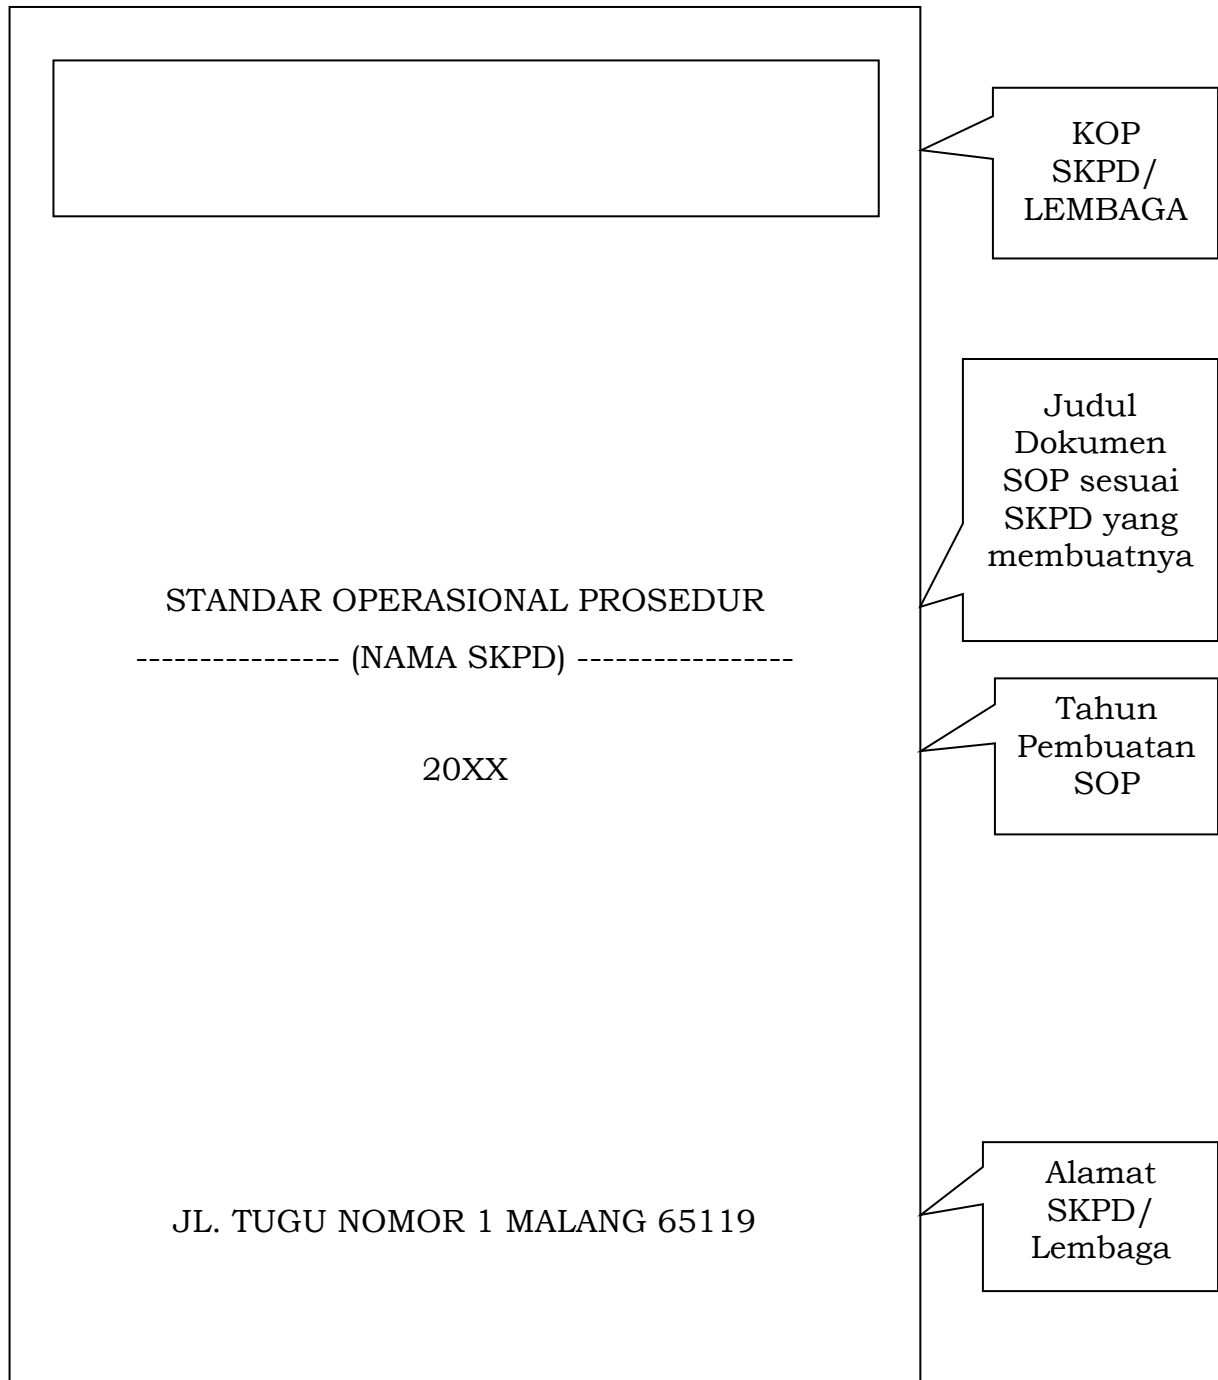 KOP
SKPD/
LEMBAGA
Judul
Dokumen
SOP sesuai
SKPD yang
membuatnya
STANDAR OPERASIONAL PROSEDUR
---------------- (NAMA SKPD) -----------------
Tahun
Pembuatan
SOP
20XX
Alamat
SKPD/
Lembaga
JL. TUGU NOMOR 1 MALANG 65119